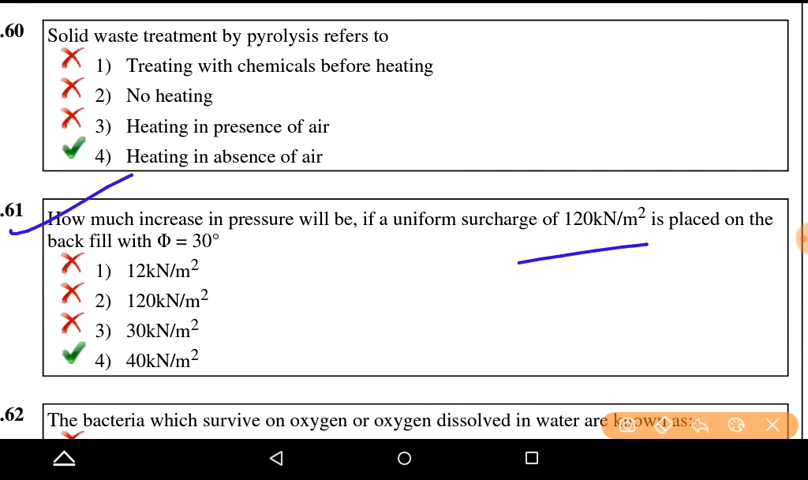 .60 Solid waste treatment by pyrolysis refers to
1) Treating with chemicals before heating
2) No heating
3) Heating in presence of air
4) Heating in absence of air
.61 How much increase in pressure will be, if a uniform surcharge of 120kN/m² is placed on the
back fill with Φ = 30°
1) 12kN/m²
2) 120kN/m²
3) 30kN/m²
4) 40kN/m²
.62 The bacteria which survive on oxygen or oxygen dissolved in water are known as: